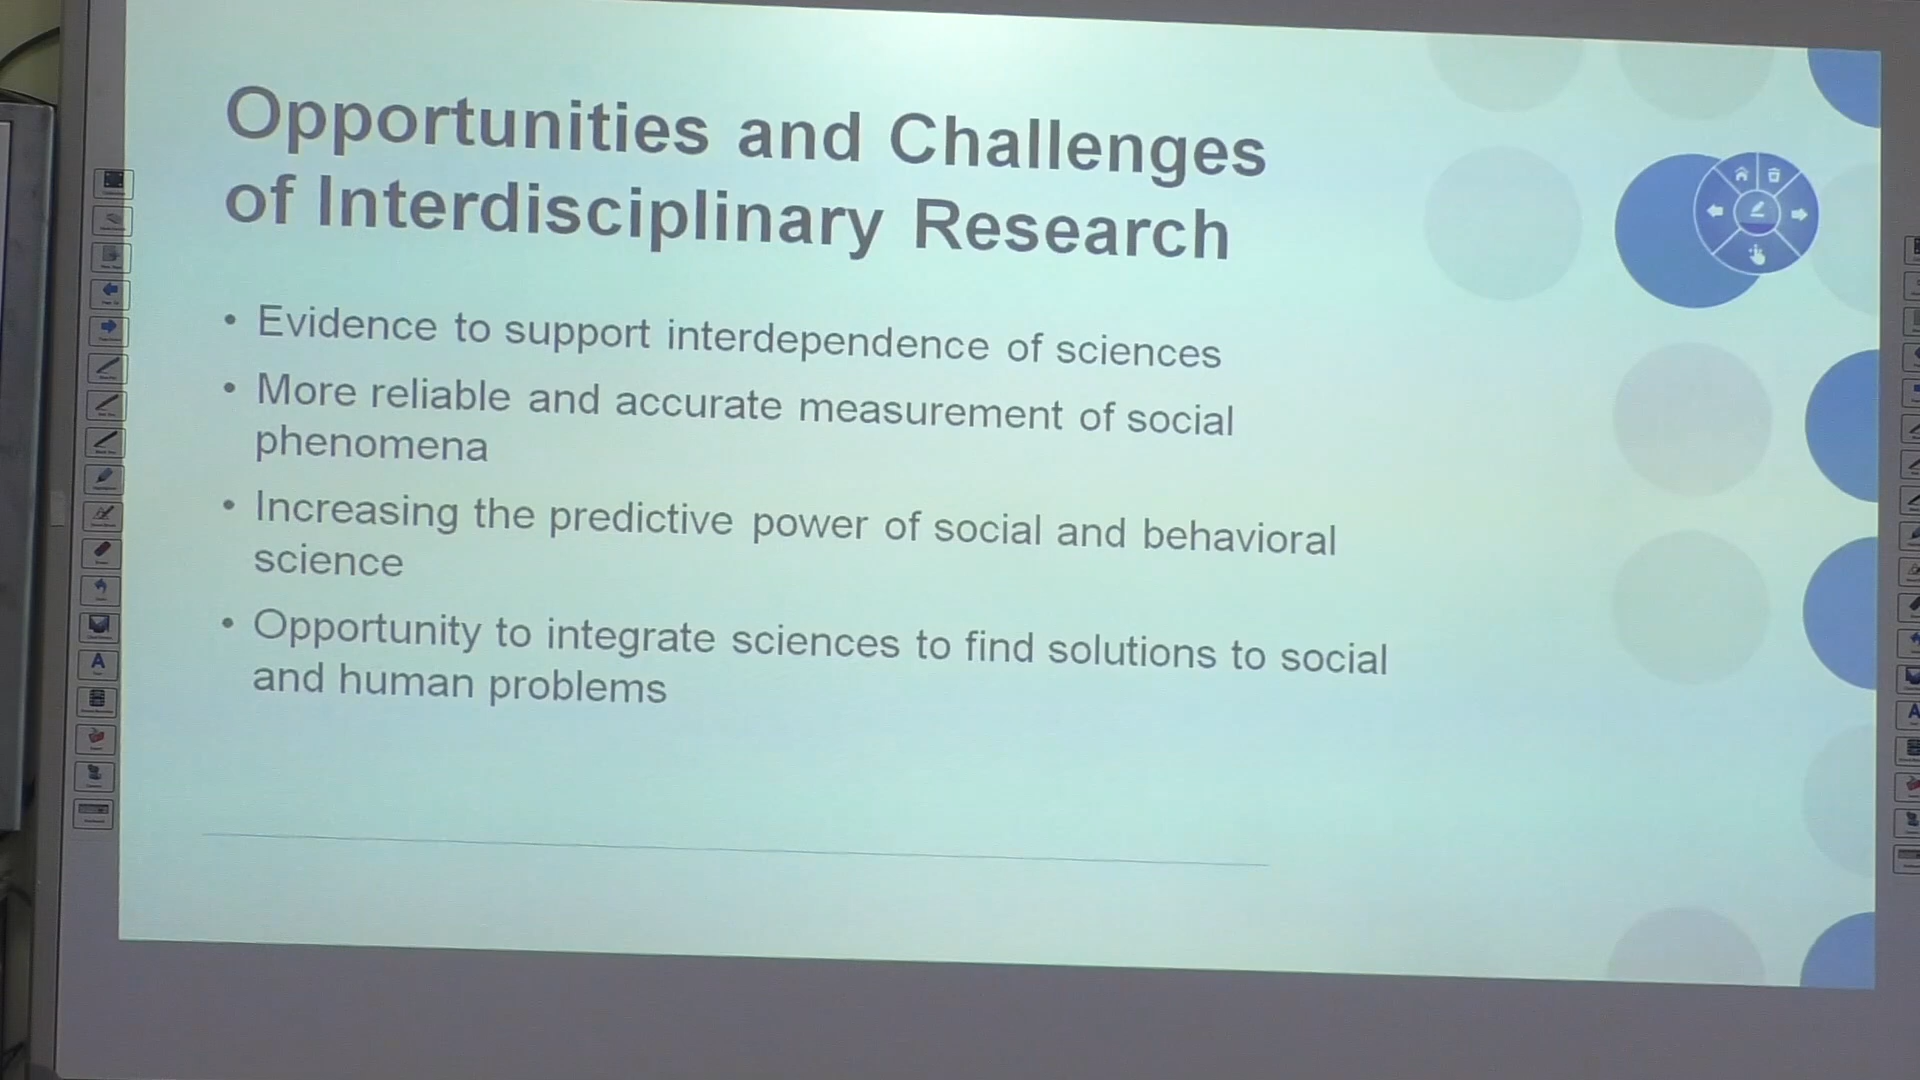 Opportunities and Challenges
of Interdisciplinary Research
• Evidence to support interdependence of sciences
• More reliable and accurate measurement of social
phenomena
• Increasing the predictive power of social and behavioral
science
• Opportunity to integrate sciences to find solutions to social
and human problems
A
A